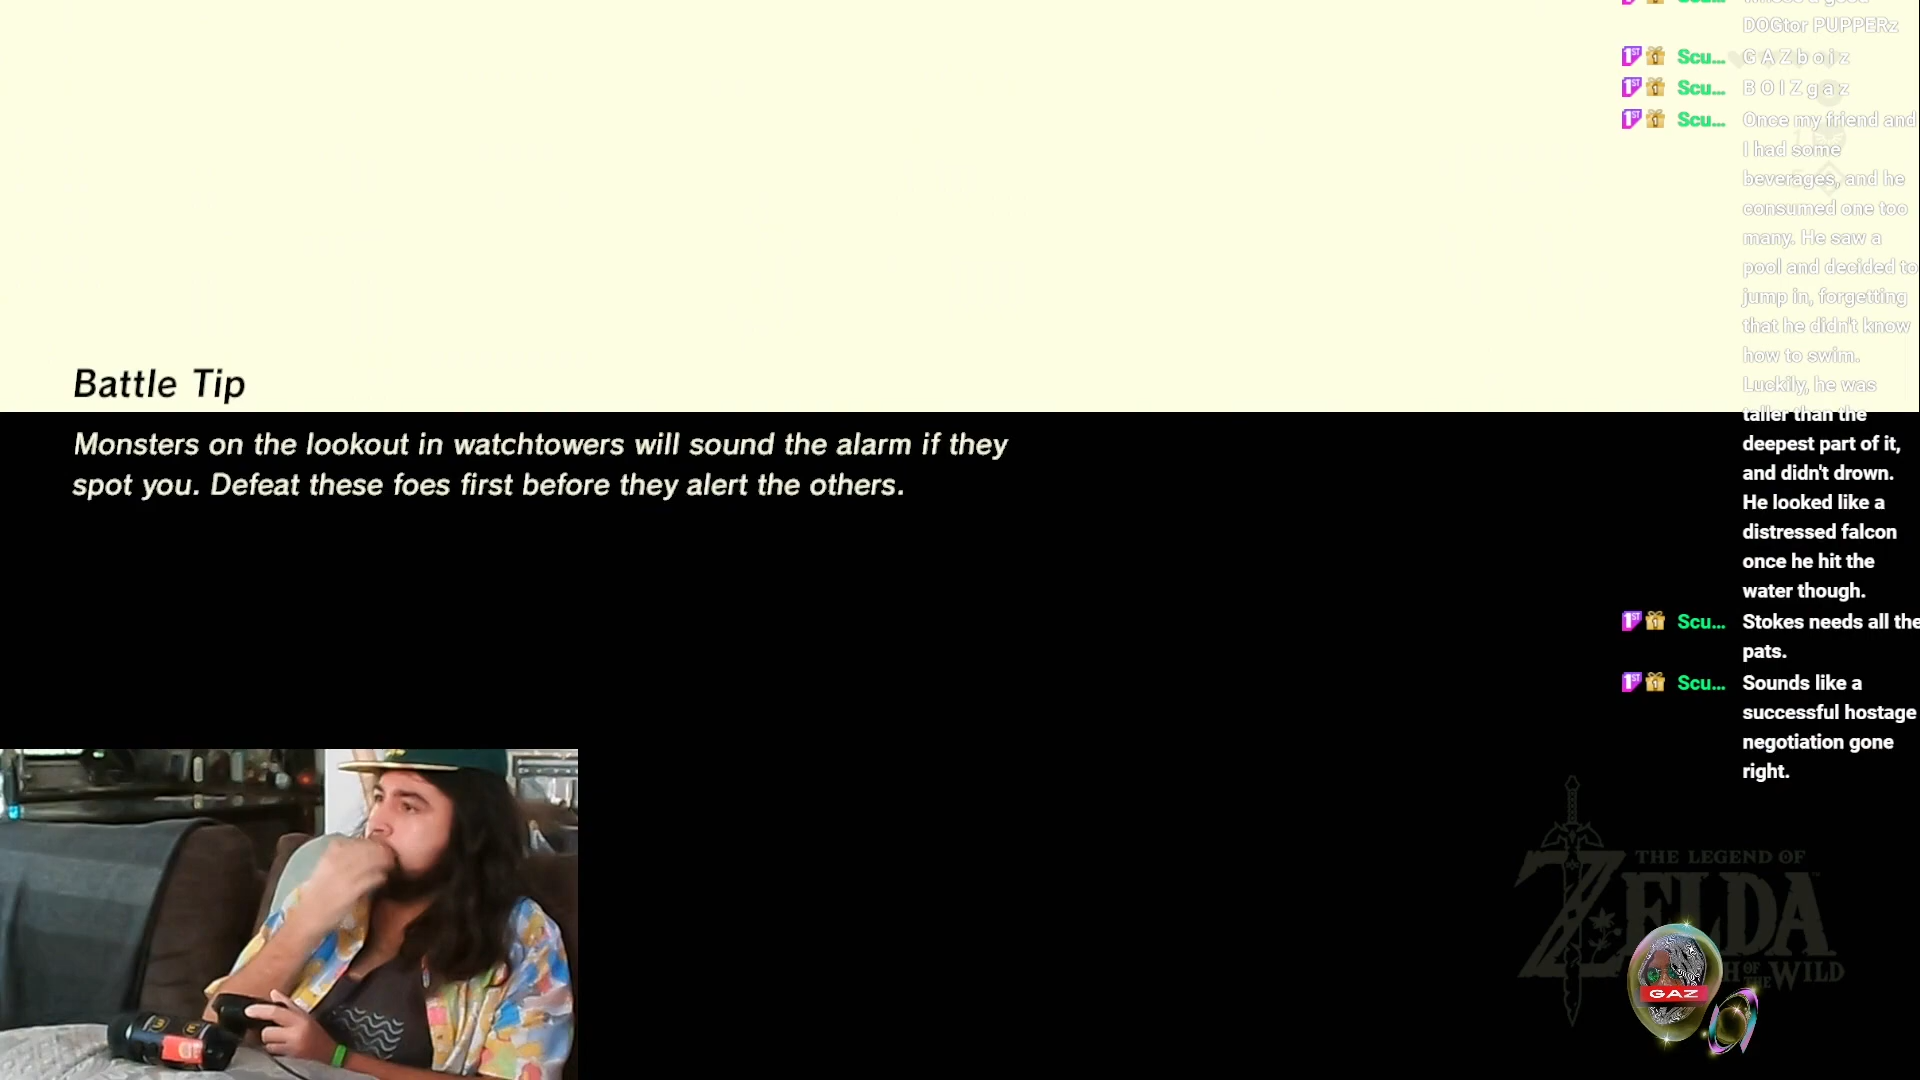 DOGtor PUPPERz
Scu... G A Z b o i z
Scu... B O I Z g a z
Scu... Once my friend and
I had some
beverages, and he
consumed one too
many. He saw a
pool and decided to
jump in, forgetting
that he didn't know
how to swim.
Luckily, he was
taller than the
deepest part of it,
and didn't drown.
He looked like a
distressed falcon
once he hit the
water though.
Scu... Stokes needs all the
pats.
Scu... Sounds like a
successful hostage
negotiation gone
right.
Battle Tip
Monsters on the lookout in watchtowers will sound the alarm if they
spot you. Defeat these foes first before they alert the others.
THE LEGEND OF
ZELDA
OF THE WILD
GAZ